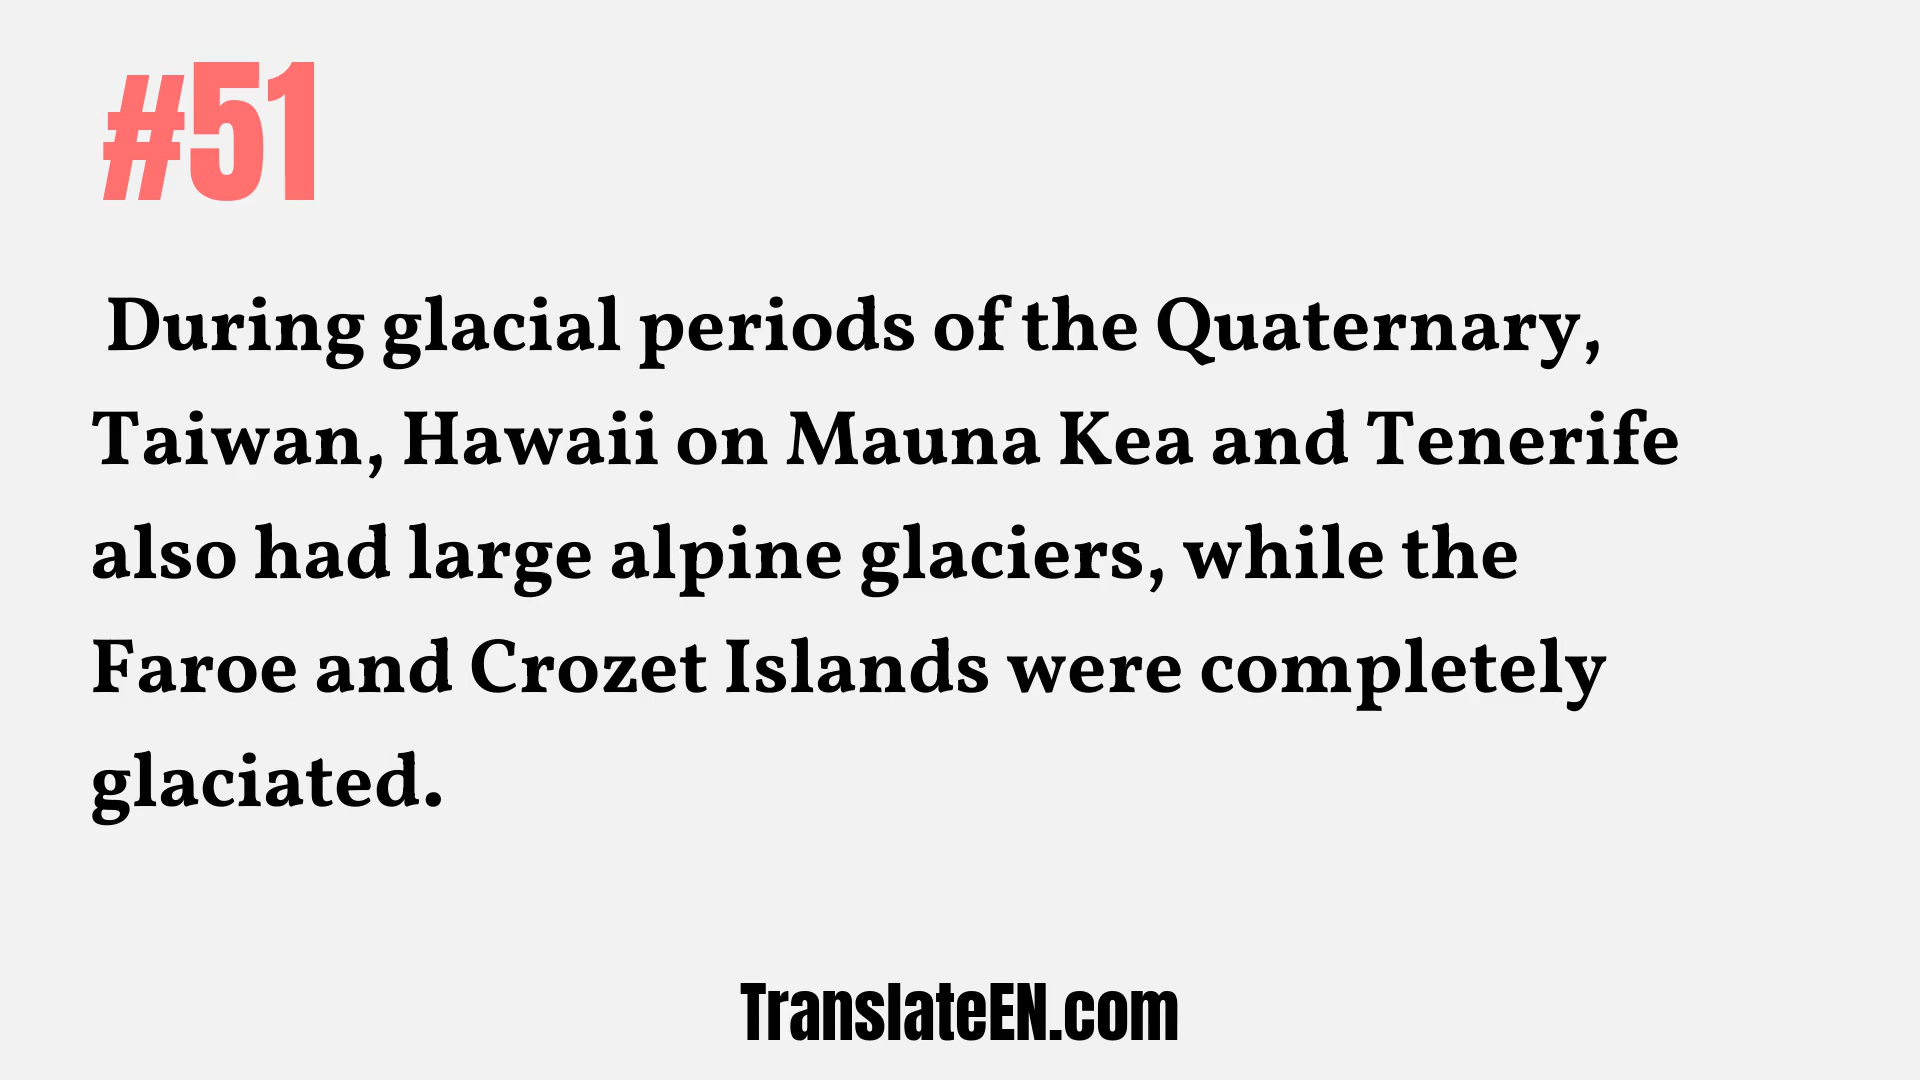 #51
During glacial periods of the Quaternary,
Taiwan, Hawaii on Mauna Kea and Tenerife
also had large alpine glaciers, while the
Faroe and Crozet Islands were completely
glaciated.
TranslateEN.com